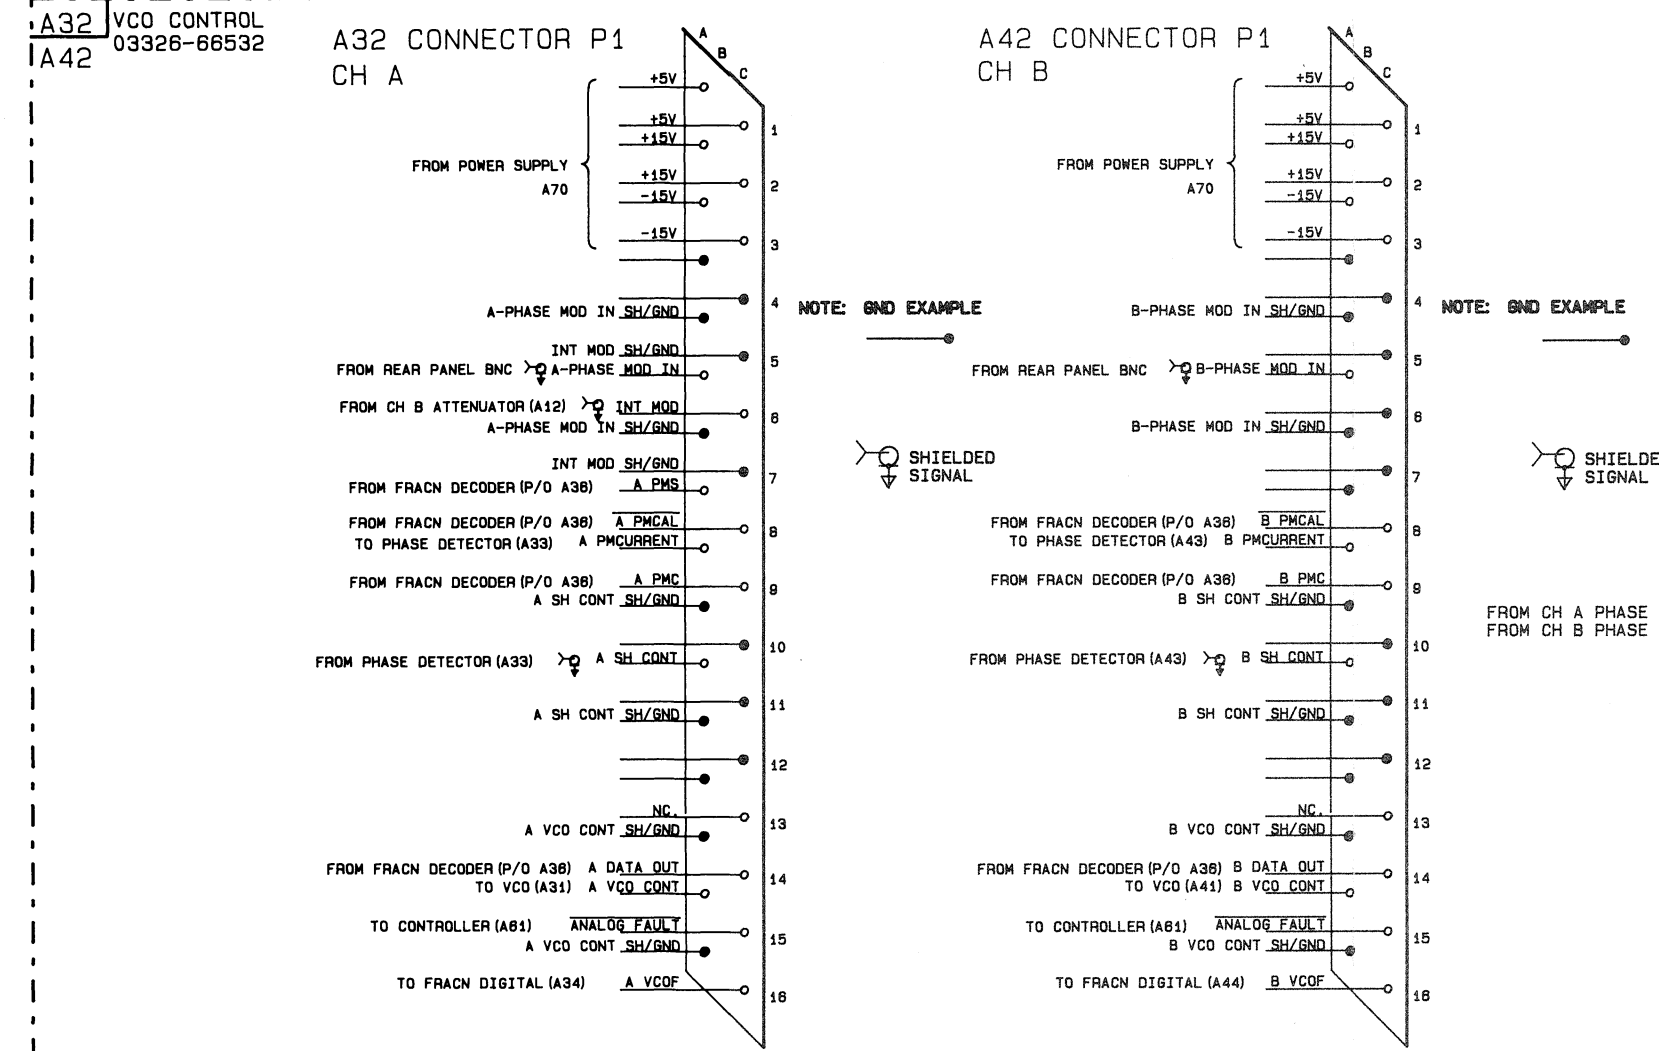 A32 VCO CONTROL
A42 03326-66532
A32 CONNECTOR P1
CH A
A
B
C
+5V
+5V
1
+15V
FROM POWER SUPPLY
A70
+15V
2
-15V
-15V
3
4
A-PHASE MOD IN SH/GND
NOTE: GND EXAMPLE
INT MOD SH/GND
5
FROM REAR PANEL BNC A-PHASE MOD IN
FROM CH B ATTENUATOR(A12) INT MOD
6
A-PHASE MOD IN SH/GND
SHIELDED
SIGNAL
INT MOD SH/GND
7
FROM FRACN DECODER(P/O A36) A PMS
FROM FRACN DECODER(P/O A36) A PMCAL
8
TO PHASE DETECTOR(A33) A PMCURRENT
FROM FRACN DECODER(P/O A36) A PMC
9
A SH CONT SH/GND
10
FROM PHASE DETECTOR(A33) A SH CONT
11
A SH CONT SH/GND
12
NC.
13
A VCO CONT SH/GND
FROM FRACN DECODER(P/O A36) A DATA OUT
14
TO VCO(A31) A VCO CONT
TO CONTROLLER(A61) ANALOG FAULT
15
A VCO CONT SH/GND
TO FRACN DIGITAL(A34) A VCOF
16
A42 CONNECTOR P1
CH B
A
B
C
+5V
+5V
1
+15V
FROM POWER SUPPLY
A70
+15V
2
-15V
-15V
3
4
B-PHASE MOD IN SH/GND
NOTE: GND EXAMPLE
5
FROM REAR PANEL BNC B-PHASE MOD IN
6
B-PHASE MOD IN SH/GND
SHIELDE
SIGNAL
7
FROM FRACN DECODER(P/O A36) B PMCAL
8
TO PHASE DETECTOR(A43) B PMCURRENT
FROM FRACN DECODER(P/O A36) B PMC
9
B SH CONT SH/GND
FROM CH A PHASE
FROM CH B PHASE
10
FROM PHASE DETECTOR(A43) B SH CONT
11
B SH CONT SH/GND
12
NC.
13
B VCO CONT SH/GND
FROM FRACN DECODER(P/O A36) B DATA OUT
14
TO VCO(A41) B VCO CONT
TO CONTROLLER(A61) ANALOG FAULT
15
B VCO CONT SH/GND
TO FRACN DIGITAL(A44) B VCOF
16